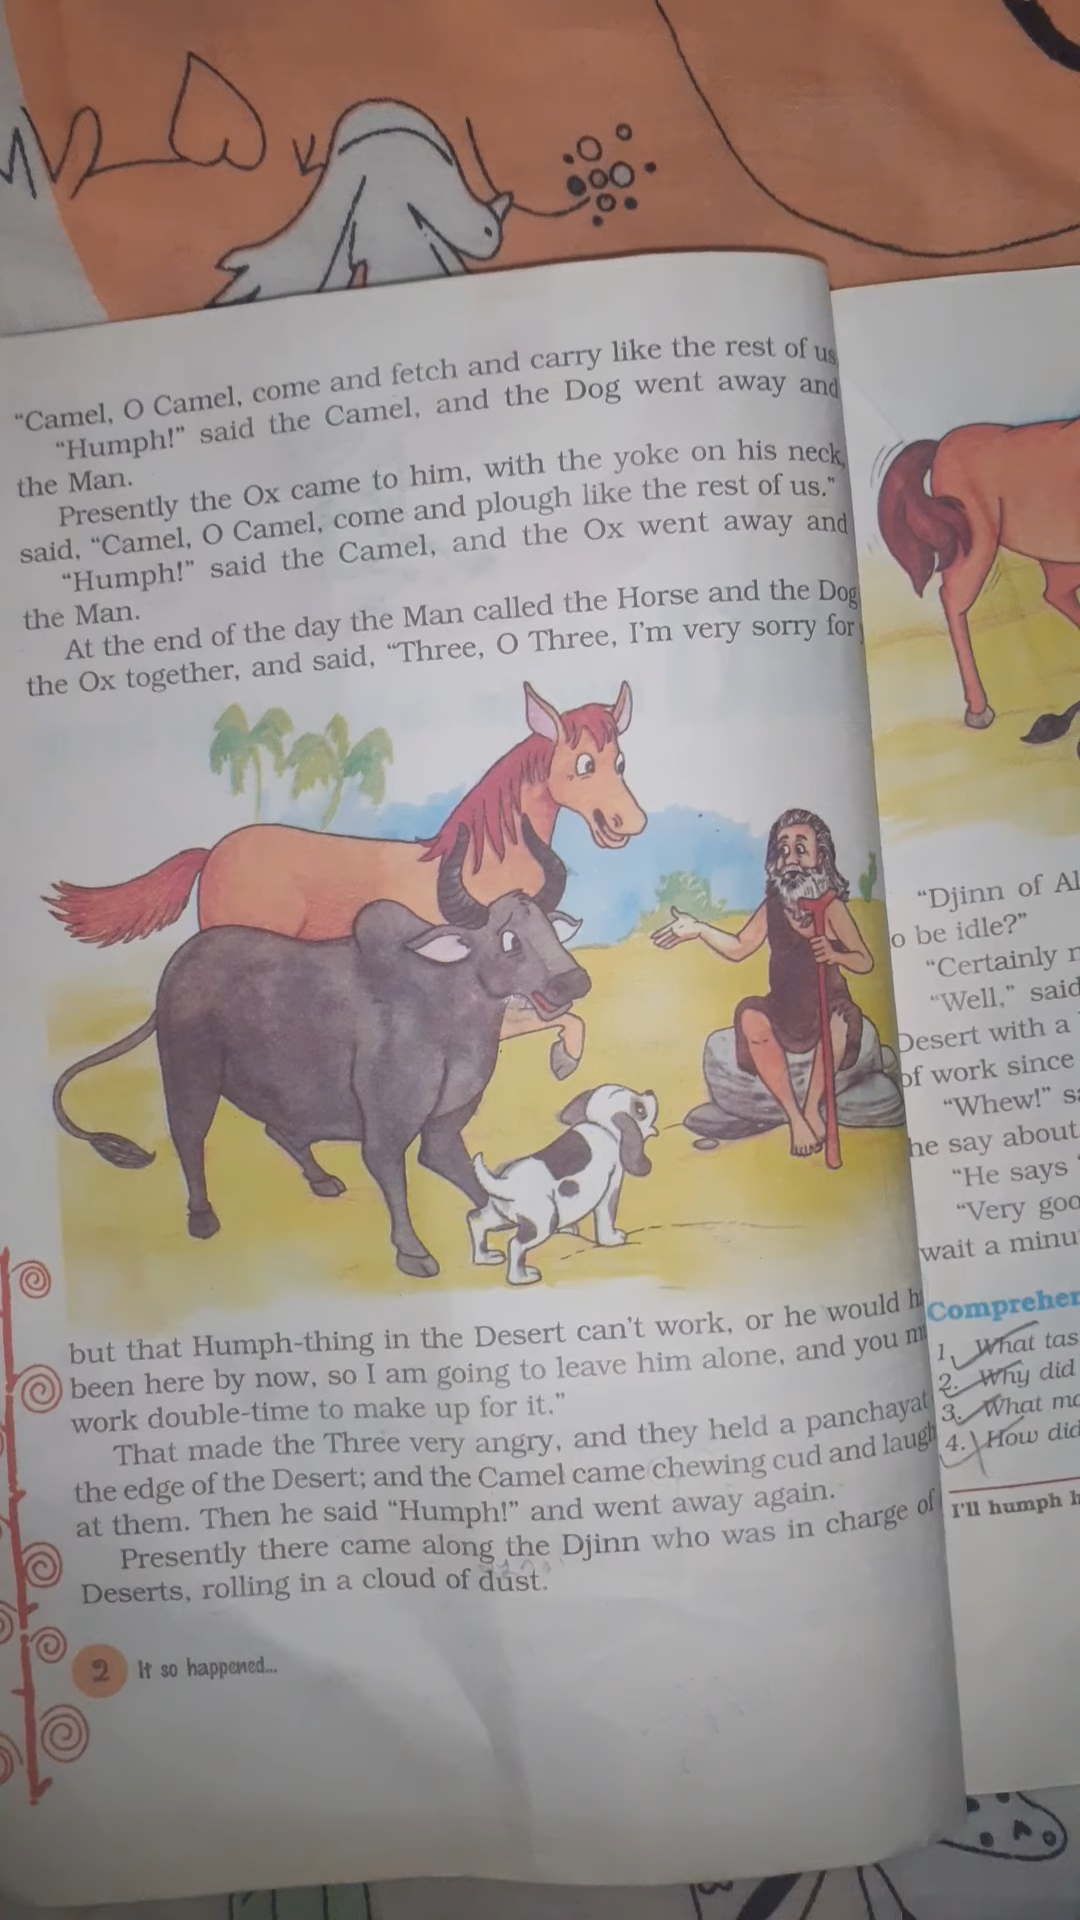 “Camel, O Camel, come and fetch and carry like the rest of us
“Humph!” said the Camel, and the Dog went away and
the Man.
Presently the Ox came to him, with the yoke on his neck,
said, “Camel, O Camel, come and plough like the rest of us.”
“Humph!” said the Camel, and the Ox went away and
the Man.
At the end of the day the Man called the Horse and the Dog
the Ox together, and said, “Three, O Three, I’m very sorry for
but that Humph-thing in the Desert can’t work, or he would
been here by now, so I am going to leave him alone, and you
work double-time to make up for it.”
That made the Three very angry, and they held a panchayat
the edge of the Desert; and the Camel came chewing cud and laugh
at them. Then he said “Humph!” and went away again.
Presently there came along the Djinn who was in charge of
Deserts, rolling in a cloud of dust.
2 It so happened...
“Djinn of Al
o be idle?”
“Certainly
“Well,” said
Desert with a
of work since
“Whew!”
he say about
“He says
“Very goo
wait a minu
Comprehen
1. What tas
2. Why did
3. What ma
4. How did
I’ll humph